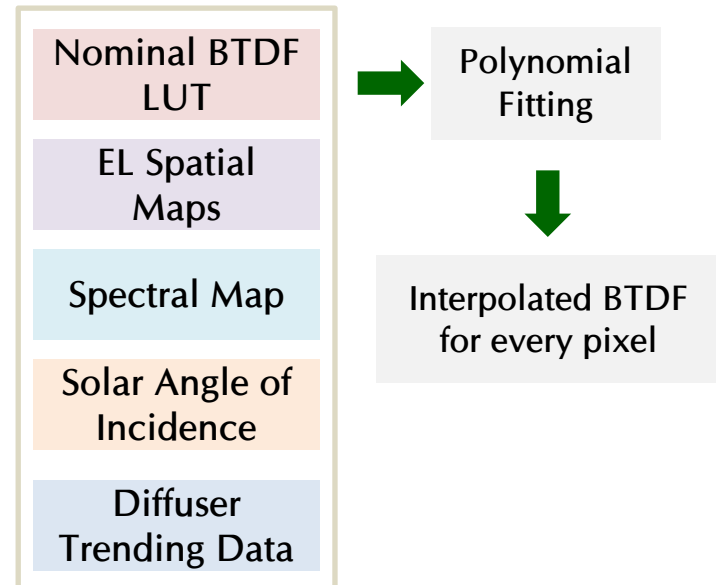 Nominal BTDF
LUT
EL Spatial
Maps
Spectral Map
Solar Angle of
Incidence
Diffuser
Trending Data
Polynomial
Fitting
Interpolated BTDF
for every pixel